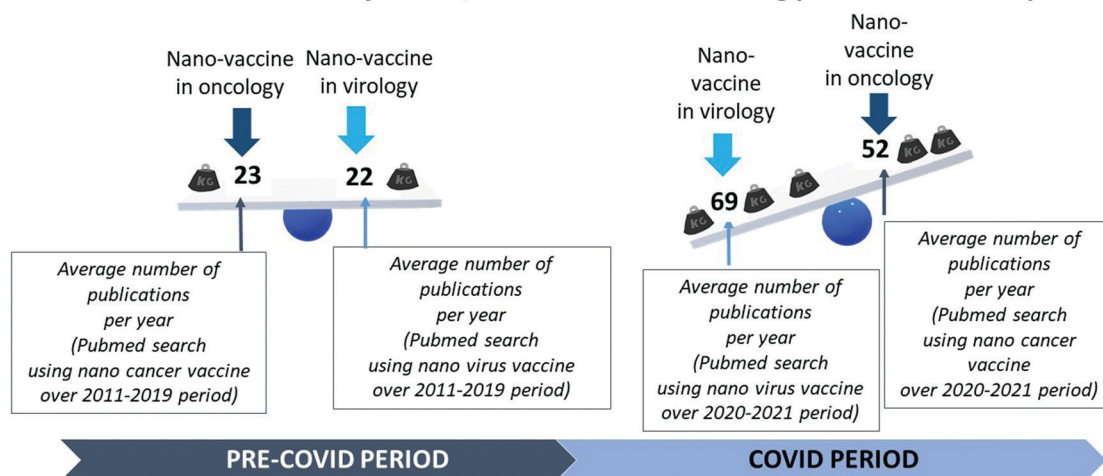 Nano-vaccine
in oncology
Nano-vaccine
in virology
KG
23
22
KG
Average number of
publications
per year
(Pubmed search
using nano cancer vaccine
over 2011-2019 period)
Average number of
publications
per year
(Pubmed search
using nano virus vaccine
over 2011-2019 period)
Nano-
vaccine
in virology
Nano-
vaccine
in oncology
KG
69
KG
KG
52
KG
KG
Average number of
publications
per year
(Pubmed search
using nano virus vaccine
over 2020-2021 period)
Average number of
publications
per year
(Pubmed search
using nano cancer
vaccine
over 2020-2021 period)
PRE-COVID PERIOD
COVID PERIOD